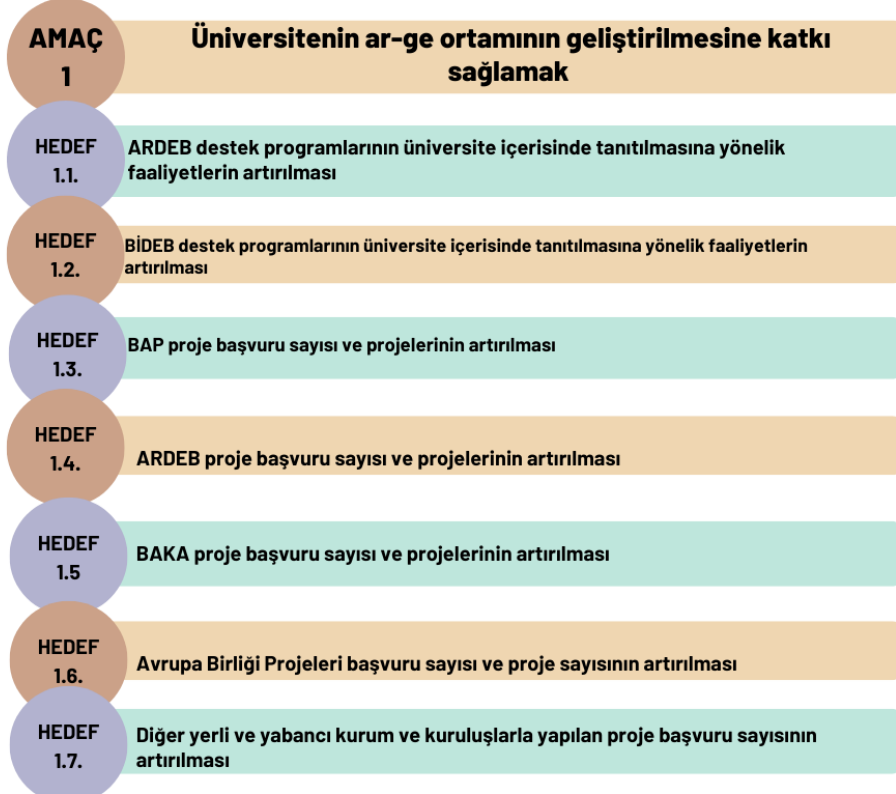 AMAÇ
1
Üniversitenin ar-ge ortamının geliştirilmesine katkı
sağlamak
HEDEF
1.1.
ARDEB destek programlarının üniversite içerisinde tanıtılmasına yönelik
faaliyetlerin artırılması
HEDEF
1.2.
BİDEB destek programlarının üniversite içerisinde tanıtılmasına yönelik faaliyetlerin
artırılması
HEDEF
1.3.
BAP proje başvuru sayısı ve projelerinin artırılması
HEDEF
1.4.
ARDEB proje başvuru sayısı ve projelerinin artırılması
HEDEF
1.5
BAKA proje başvuru sayısı ve projelerinin artırılması
HEDEF
1.6.
Avrupa Birliği Projeleri başvuru sayısı ve proje sayısının artırılması
HEDEF
1.7.
Diğer yerli ve yabancı kurum ve kuruluşlarla yapılan proje başvuru sayısının
artırılması